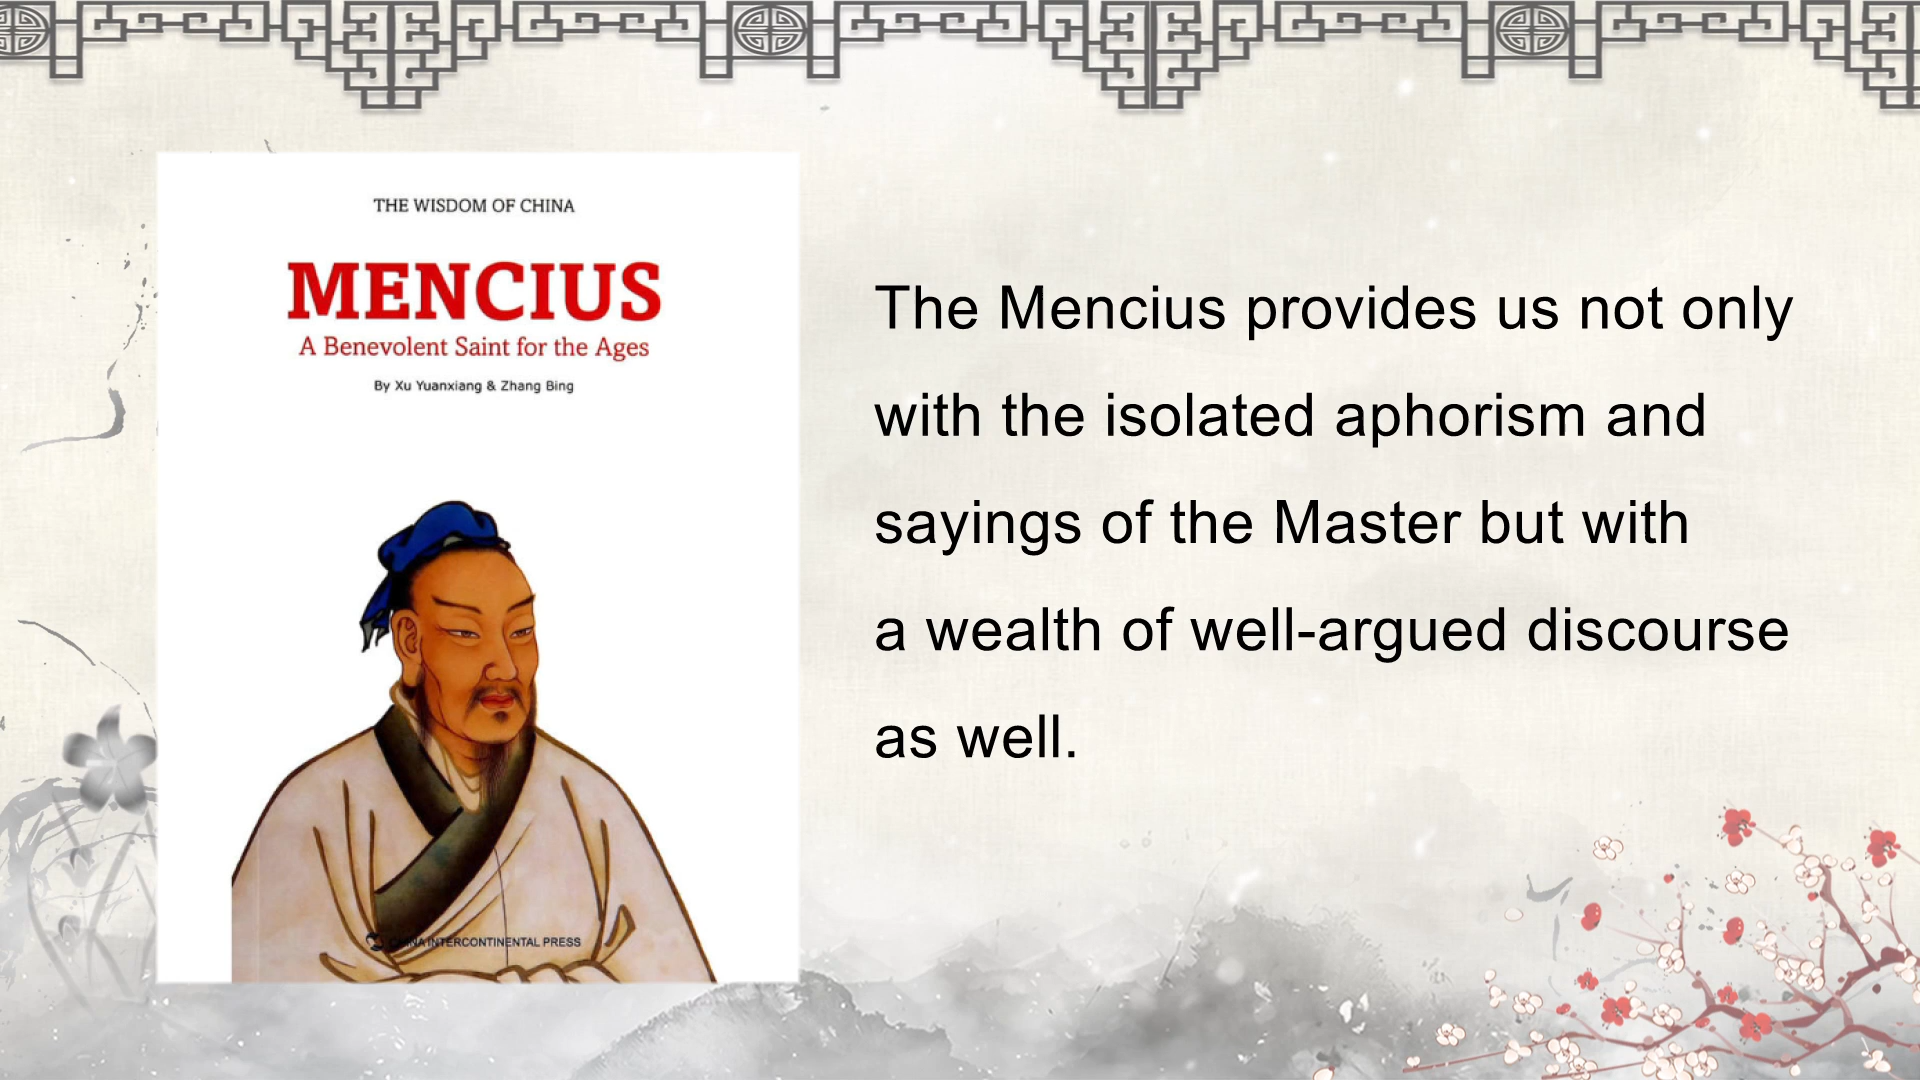 THE WISDOM OF CHINA
MENCIUS
A Benevolent Saint for the Ages
By Xu Yuanxiang & Zhang Bing
CHINA INTERCONTINENTAL PRESS
The Mencius provides us not only
with the isolated aphorism and
sayings of the Master but with
a wealth of well-argued discourse
as well.